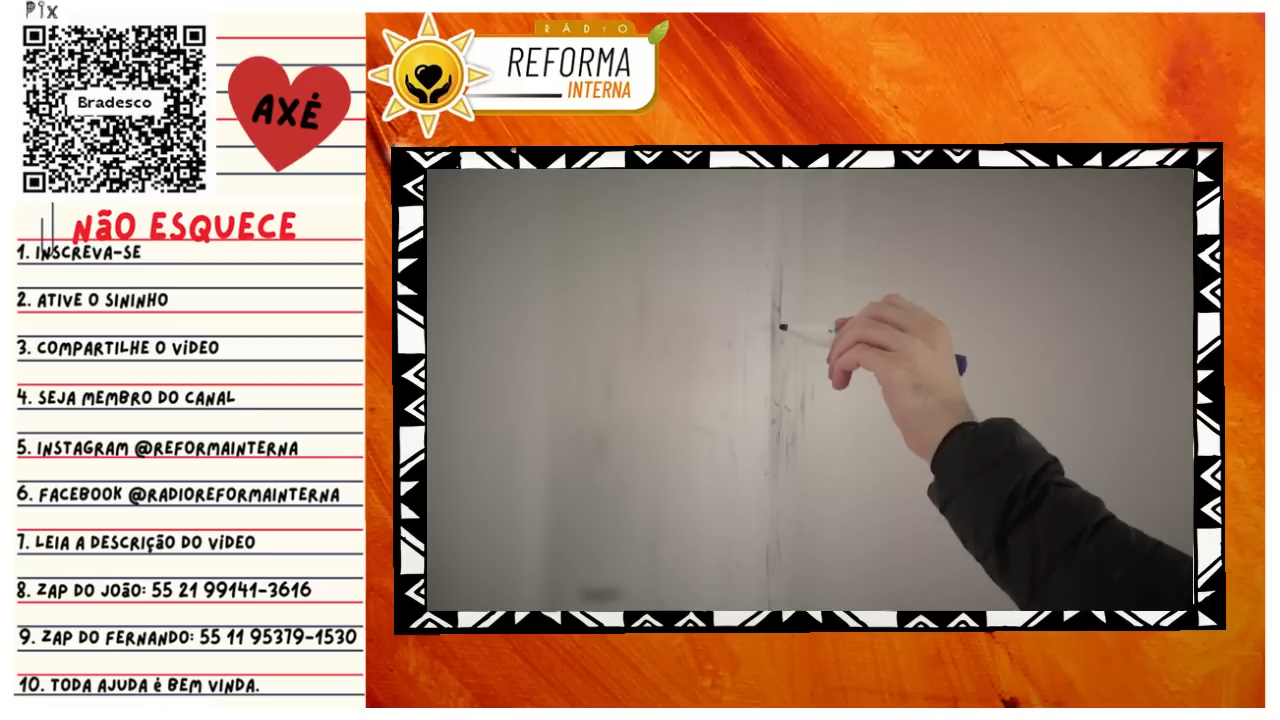 Pix
Bradesco
AXÉ
NÃO ESQUECE
1. INSCREVA-SE
2. ATIVE O SININHO
3. COMPARTILHE O VÍDEO
4. SEJA MEMBRO DO CANAL
5. INSTAGRAM @REFORMAINTERNA
6. FACEBOOK @RADIOREFORMAINTERNA
7. LEIA A DESCRIÇÃO DO VÍDEO
8. ZAP DO JOÃO: 55 21 99141-3616
9. ZAP DO FERNANDO: 55 11 95379-1530
10. TODA AJUDA É BEM VINDA.
RÁDIO
REFORMA
INTERNA